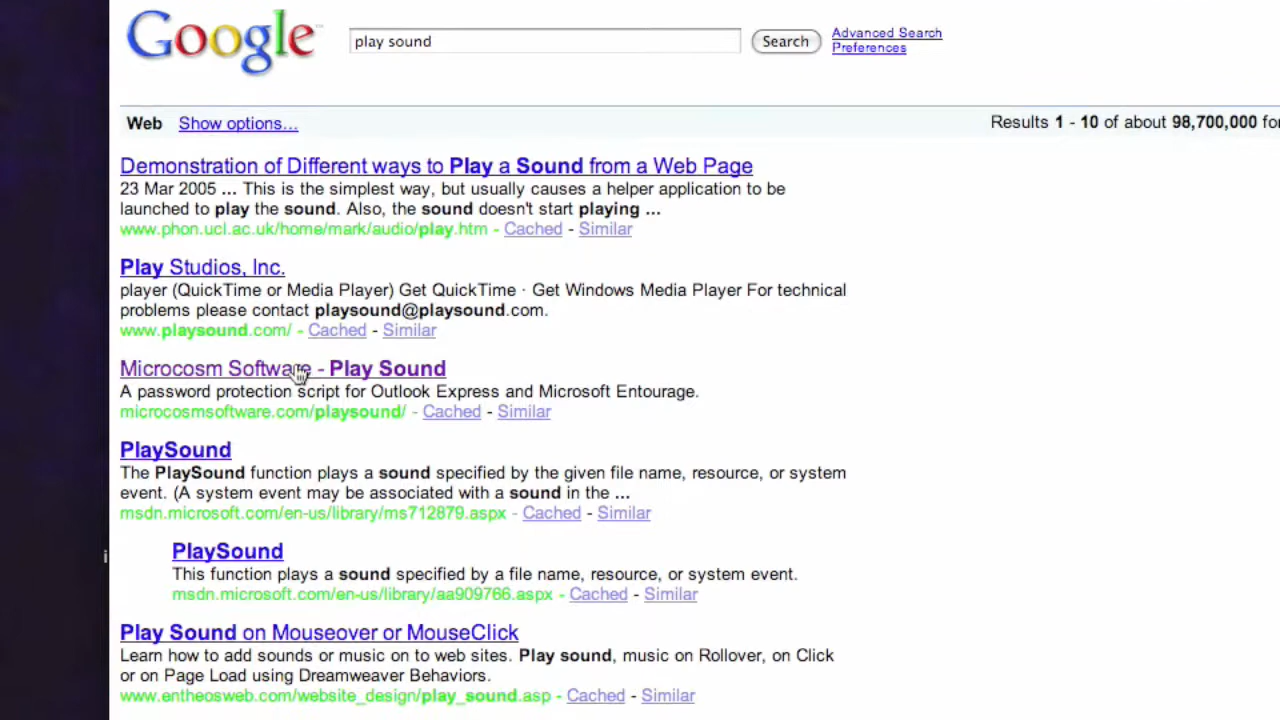 Google™
play sound
Search
Advanced Search
Preferences
Web Show options...
Results 1 - 10 of about 98,700,000 fo
Demonstration of Different ways to Play a Sound from a Web Page
23 Mar 2005 ... This is the simplest way, but usually causes a helper application to be
launched to play the sound. Also, the sound doesn't start playing ...
www.phon.ucl.ac.uk/home/mark/audio/play.htm - Cached - Similar
Play Studios, Inc.
player (QuickTime or Media Player) Get QuickTime · Get Windows Media Player For technical
problems please contact playsound@playsound.com.
www.playsound.com/ - Cached - Similar
Microcosm Software - Play Sound
A password protection script for Outlook Express and Microsoft Entourage.
microcosmsoftware.com/playsound/ - Cached - Similar
PlaySound
The PlaySound function plays a sound specified by the given file name, resource, or system
event. (A system event may be associated with a sound in the ...
msdn.microsoft.com/en-us/library/ms712879.aspx - Cached - Similar
i
PlaySound
This function plays a sound specified by a file name, resource, or system event.
msdn.microsoft.com/en-us/library/aa909766.aspx - Cached - Similar
Play Sound on Mouseover or MouseClick
Learn how to add sounds or music on to web sites. Play sound, music on Rollover, on Click
or on Page Load using Dreamweaver Behaviors.
www.entheosweb.com/website_design/play_sound.asp - Cached - Similar